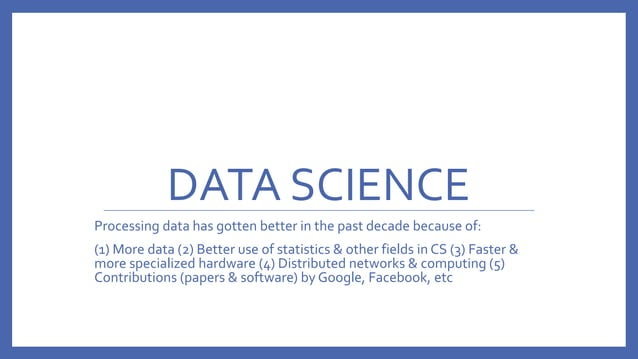 DATA SCIENCE
Processing data has gotten better in the past decade because of:
(1) More data (2) Better use of statistics & other fields in CS (3) Faster &
more specialized hardware (4) Distributed networks & computing (5)
Contributions (papers & software) by Google, Facebook, etc